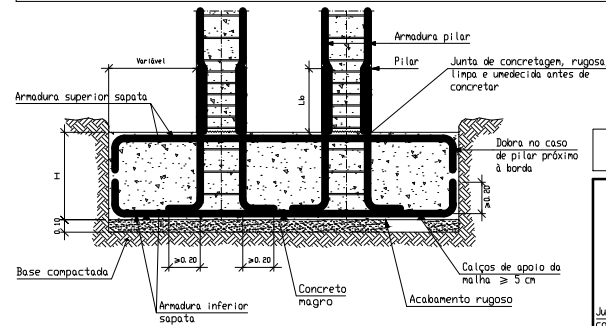 Armadura pilar
Variável
Pilar
Junta de concretagem, rugosa
limpa e umedecida antes de
concretar
Lb
Armadura superior sapata
Dobra no caso
de pilar próximo
à borda
H
≥0.20
0.10
≥0.20
≥0.20
Base compactada
Concreto
magro
Calços de apoio da
malha ≥ 5 cm
Armadura inferior
sapata
Acabamento rugoso